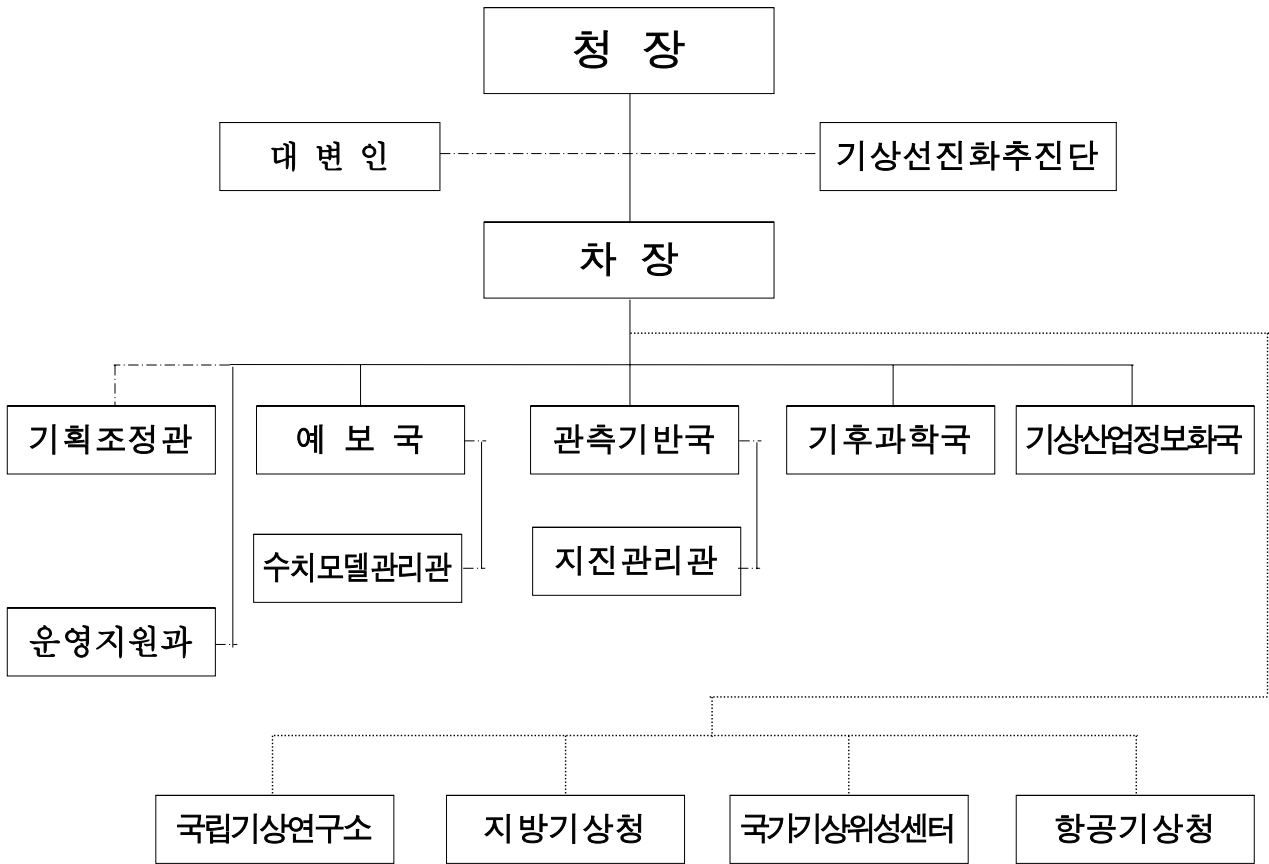 청 장
대 변 인
기상선진화추진단
차 장
기획조정관
예 보 국
관측기반국
기후과학국
기상산업정보화국
수치모델관리관
지진관리관
운영지원과
국립기상연구소
지방기상청
국가기상위성센터
항공기상청